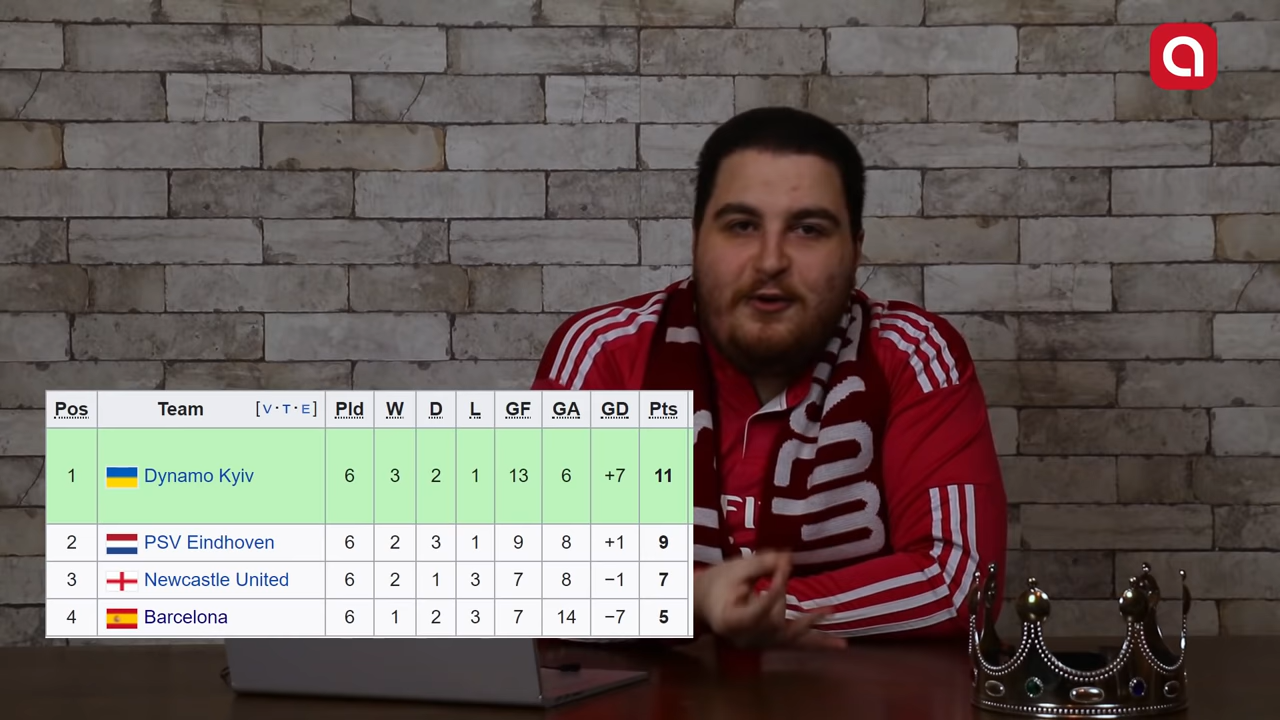 Pos Team [V·T·E] Pld W D L GF GA GD Pts
1 Dynamo Kyiv 6 3 2 1 13 6 +7 11
2 PSV Eindhoven 6 2 3 1 9 8 +1 9
3 Newcastle United 6 2 1 3 7 8 −1 7
4 Barcelona 6 1 2 3 7 14 −7 5
a